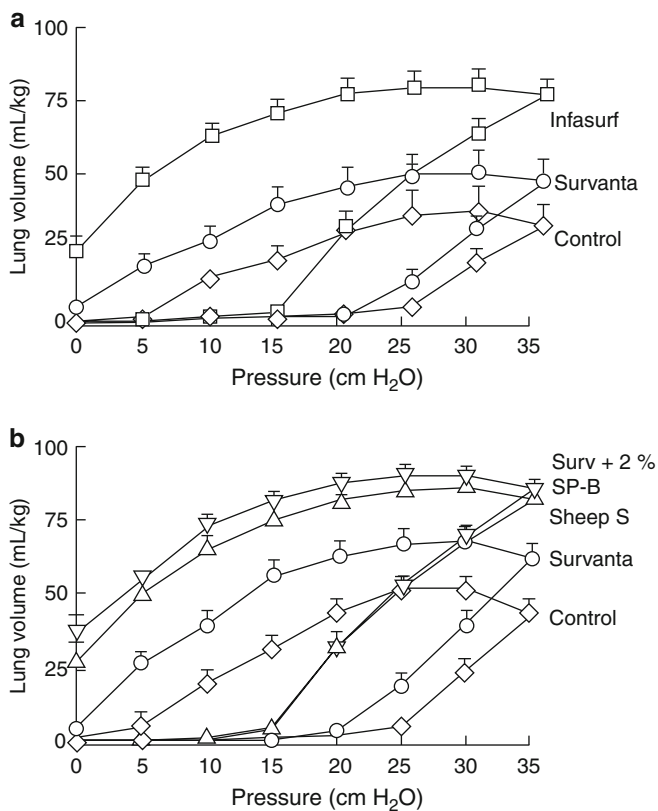 a
100
75
50
25
0
Lung volume (mL/kg)
Infasurf
Survanta
Control
0 5 10 15 20 25 30 35
Pressure (cm H₂O)
b
100
75
50
25
0
Lung volume (mL/kg)
Surv + 2 %
SP-B
Sheep S
Survanta
Control
0 5 10 15 20 25 30 35
Pressure (cm H₂O)